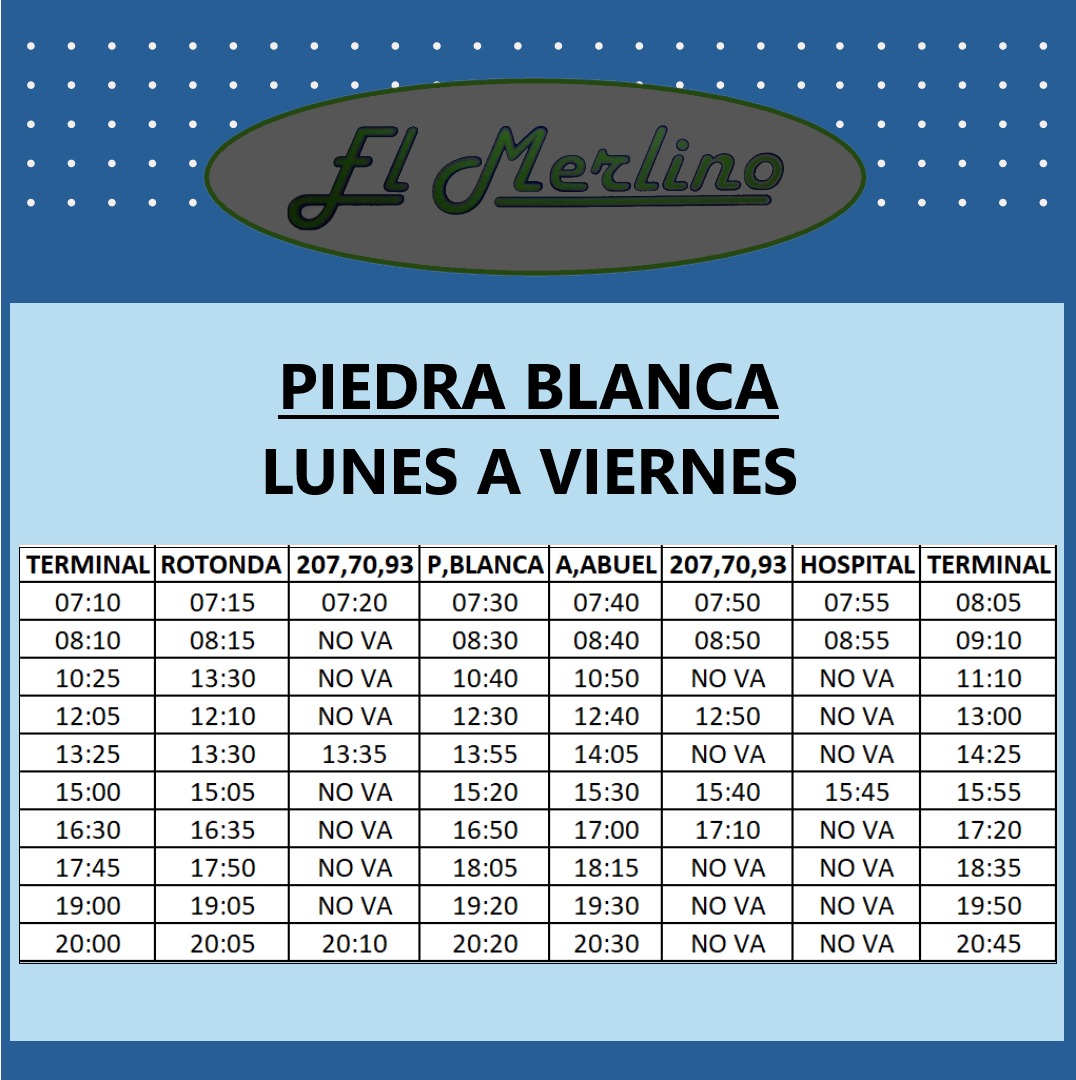 El Merlino
PIEDRA BLANCA
LUNES A VIERNES
TERMINAL ROTONDA 207,70,93 P,BLANCA A,ABUEL 207,70,93 HOSPITAL TERMINAL
07:10 07:15 07:20 07:30 07:40 07:50 07:55 08:05
08:10 08:15 NO VA 08:30 08:40 08:50 08:55 09:10
10:25 13:30 NO VA 10:40 10:50 NO VA NO VA 11:10
12:05 12:10 NO VA 12:30 12:40 12:50 NO VA 13:00
13:25 13:30 13:35 13:55 14:05 NO VA NO VA 14:25
15:00 15:05 NO VA 15:20 15:30 15:40 15:45 15:55
16:30 16:35 NO VA 16:50 17:00 17:10 NO VA 17:20
17:45 17:50 NO VA 18:05 18:15 NO VA NO VA 18:35
19:00 19:05 NO VA 19:20 19:30 NO VA NO VA 19:50
20:00 20:05 20:10 20:20 20:30 NO VA NO VA 20:45